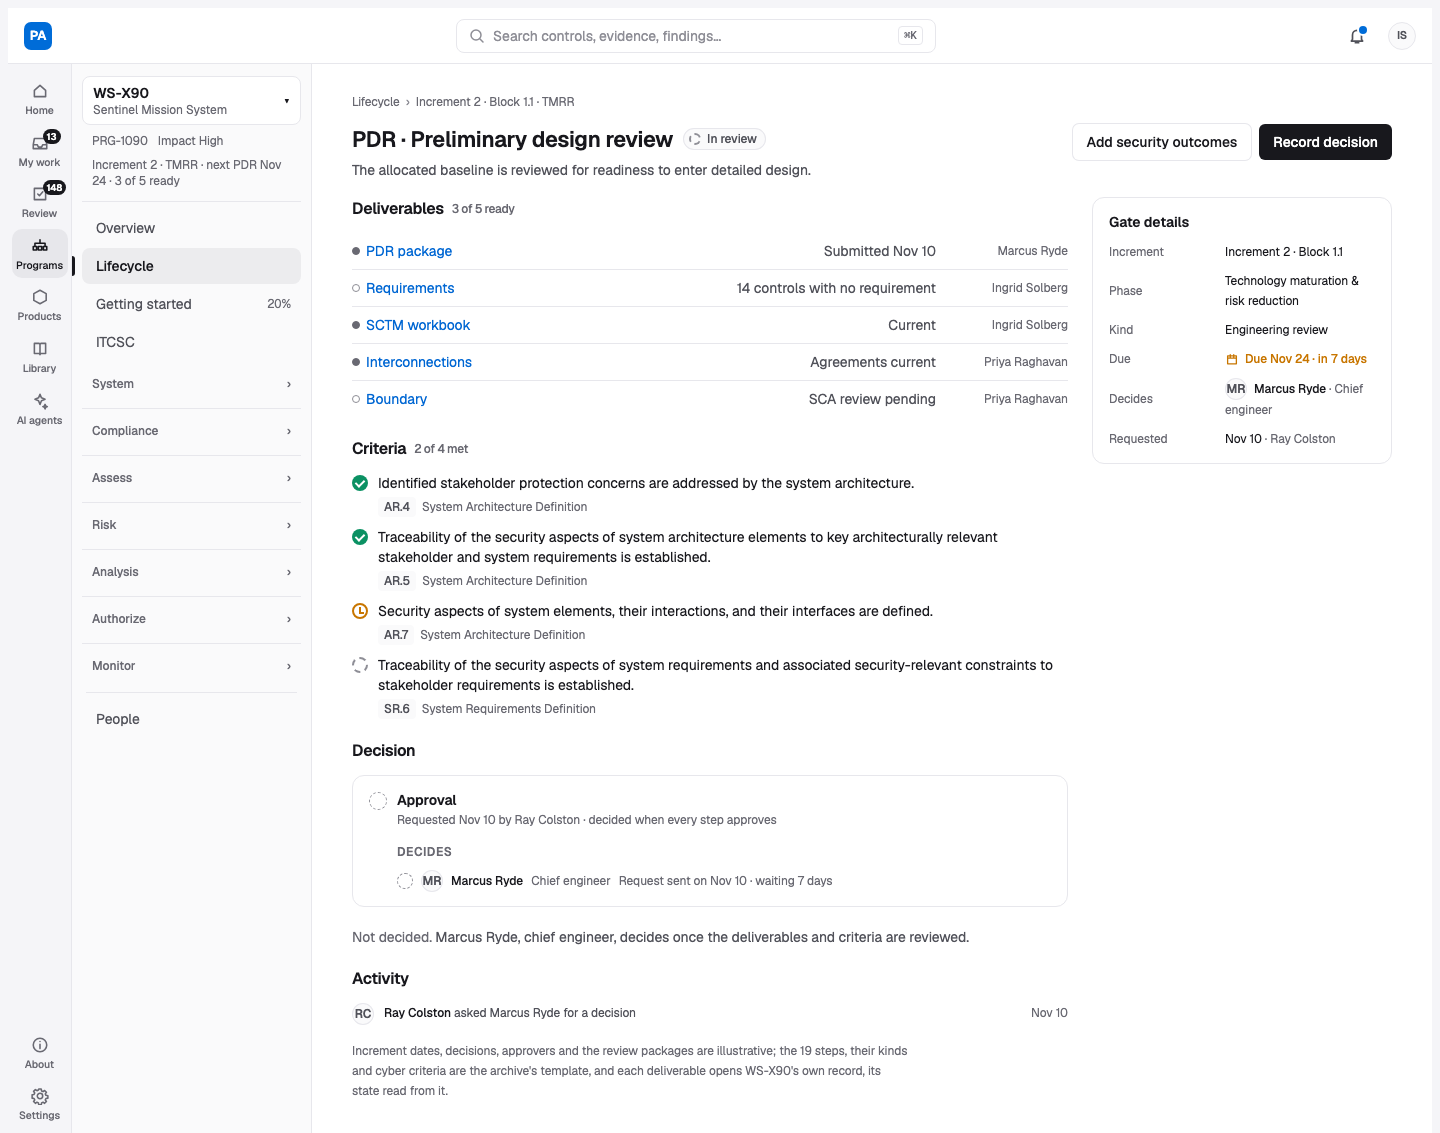 PA
Search controls, evidence, findings...
⌘K
IS
Home
13
My work
148
Review
Programs
Products
Library
AI agents
About
Settings
WS-X90
Sentinel Mission System
PRG-1090 Impact High
Increment 2 · TMRR · next PDR Nov
24 · 3 of 5 ready
Overview
Lifecycle
Getting started 20%
ITCSC
System
Compliance
Assess
Risk
Analysis
Authorize
Monitor
People
Lifecycle › Increment 2 · Block 1.1 · TMRR
PDR · Preliminary design review In review
Add security outcomes Record decision
The allocated baseline is reviewed for readiness to enter detailed design.
Deliverables 3 of 5 ready
PDR package Submitted Nov 10 Marcus Ryde
Requirements 14 controls with no requirement Ingrid Solberg
SCTM workbook Current Ingrid Solberg
Interconnections Agreements current Priya Raghavan
Boundary SCA review pending Priya Raghavan
Criteria 2 of 4 met
Identified stakeholder protection concerns are addressed by the system architecture.
AR.4 System Architecture Definition
Traceability of the security aspects of system architecture elements to key architecturally relevant
stakeholder and system requirements is established.
AR.5 System Architecture Definition
Security aspects of system elements, their interactions, and their interfaces are defined.
AR.7 System Architecture Definition
Traceability of the security aspects of system requirements and associated security-relevant constraints to
stakeholder requirements is established.
SR.6 System Requirements Definition
Decision
Approval
Requested Nov 10 by Ray Colston · decided when every step approves
DECIDES
MR Marcus Ryde Chief engineer Request sent on Nov 10 · waiting 7 days
Not decided. Marcus Ryde, chief engineer, decides once the deliverables and criteria are reviewed.
Activity
RC Ray Colston asked Marcus Ryde for a decision Nov 10
Increment dates, decisions, approvers and the review packages are illustrative; the 19 steps, their kinds
and cyber criteria are the archive's template, and each deliverable opens WS-X90's own record, its
state read from it.
Gate details
Increment Increment 2 · Block 1.1
Phase Technology maturation &
risk reduction
Kind Engineering review
Due Due Nov 24 · in 7 days
Decides MR Marcus Ryde · Chief
engineer
Requested Nov 10 · Ray Colston